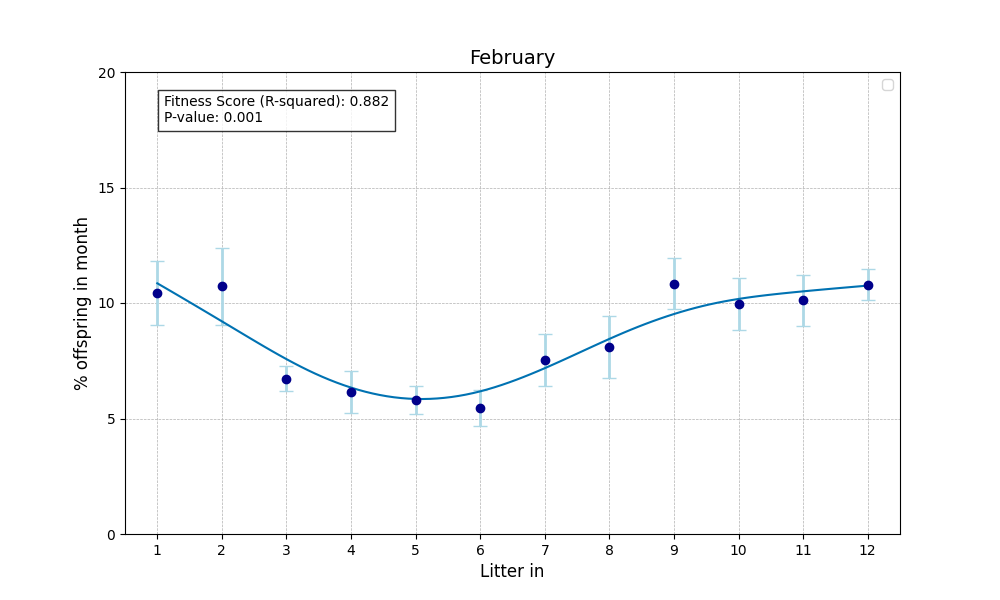 February
Fitness Score (R-squared): 0.882
P-value: 0.001
% offspring in month
20
15
10
5
0
1 2 3 4 5 6 7 8 9 10 11 12
Litter in